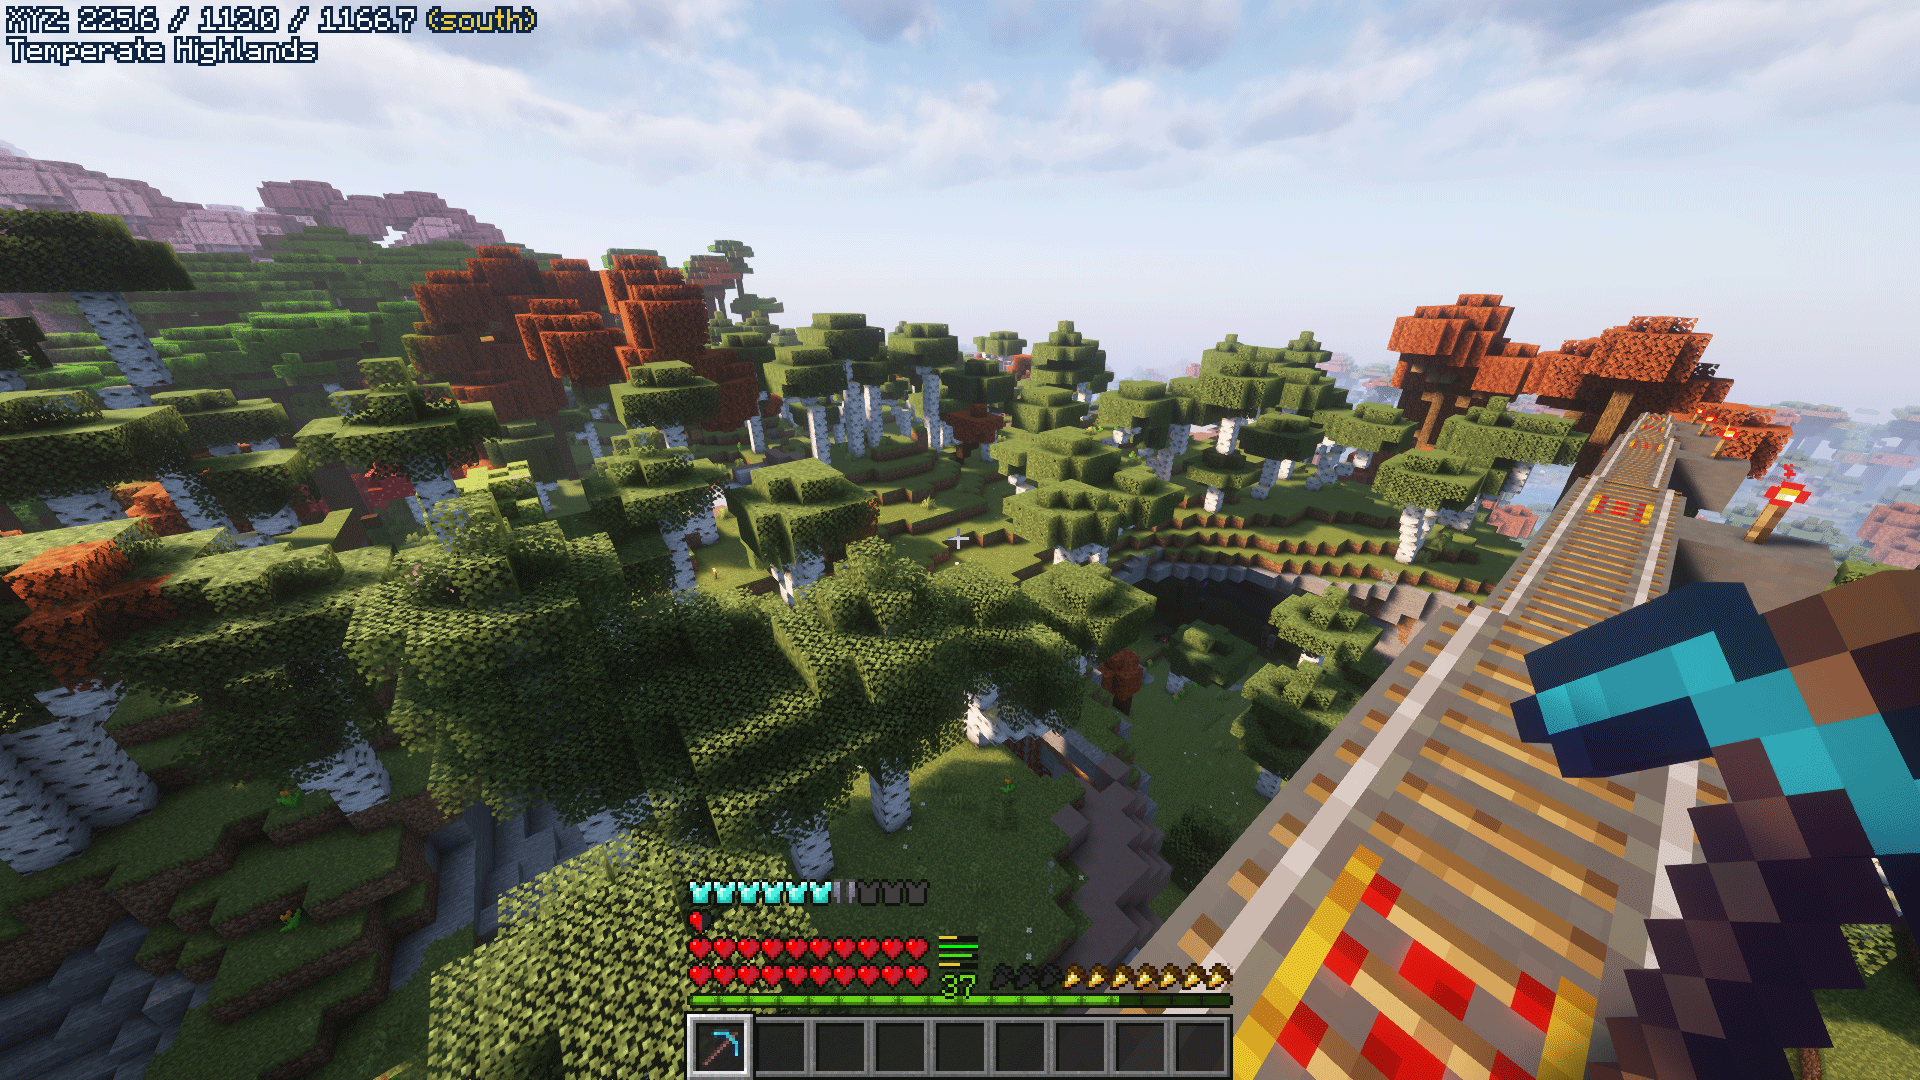 XYZ: 225.6 / 112.0 / 1166.7 (south)
Temperate Highlands
37